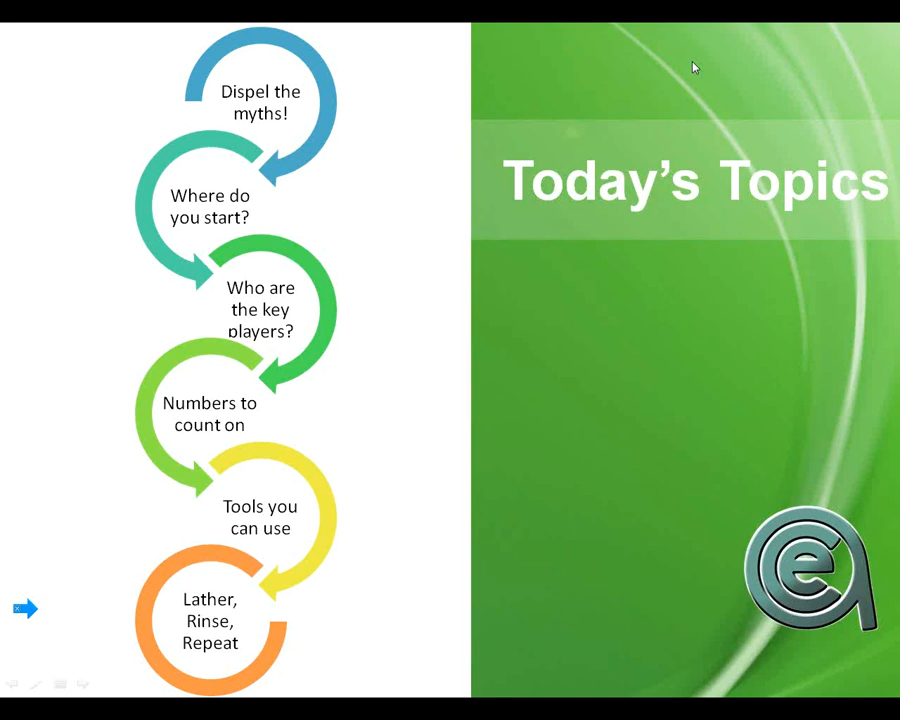 Dispel the
myths!
Where do
you start?
Who are
the key
players?
Numbers to
count on
Tools you
can use
Lather,
Rinse,
Repeat
Today’s Topics